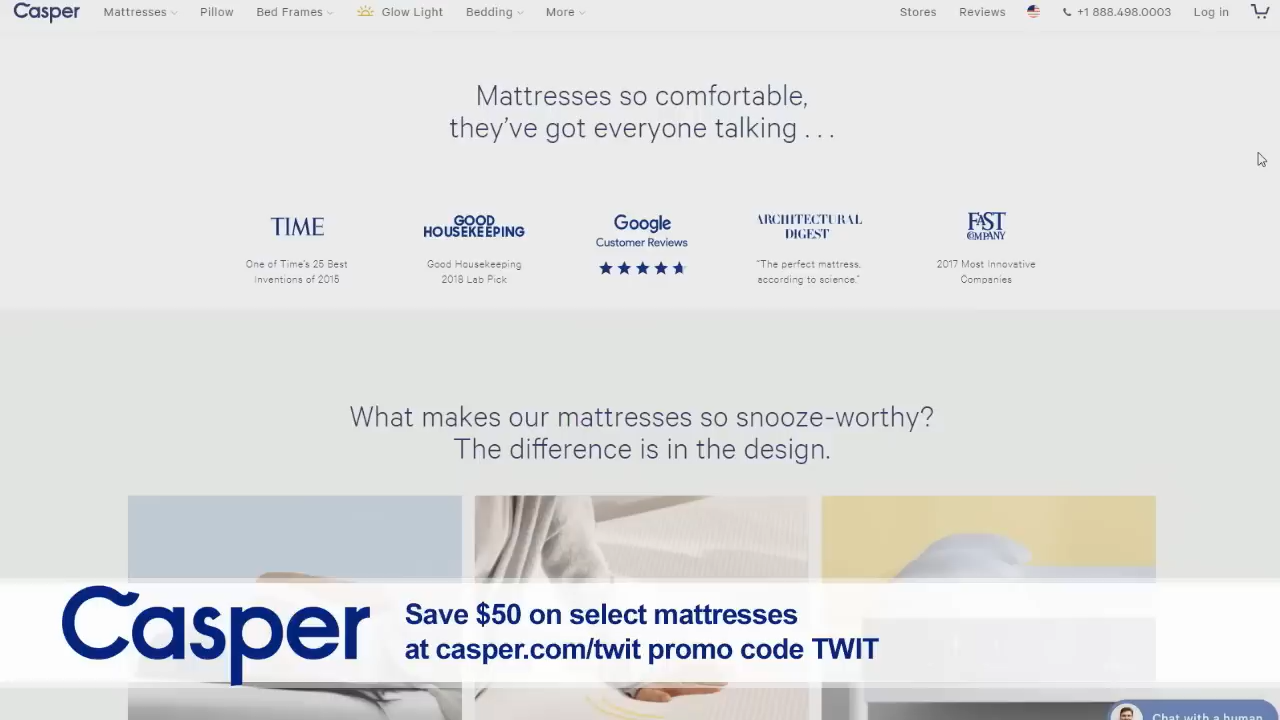 Casper
Mattresses
Pillow
Bed Frames
Glow Light
Bedding
More
Stores
Reviews
+1 888.498.0003
Log in
Mattresses so comfortable,
they've got everyone talking . . .
TIME
One of Time's 25 Best
Inventions of 2015
GOOD
HOUSEKEEPING
Good Housekeeping
2018 Lab Pick
Google
Customer Reviews
ARCHITECTURAL
DIGEST
"The perfect mattress,
according to science."
FAST
COMPANY
2017 Most Innovative
Companies
What makes our mattresses so snooze-worthy?
The difference is in the design.
Casper
Save $50 on select mattresses
at casper.com/twit promo code TWIT
Chat with a human